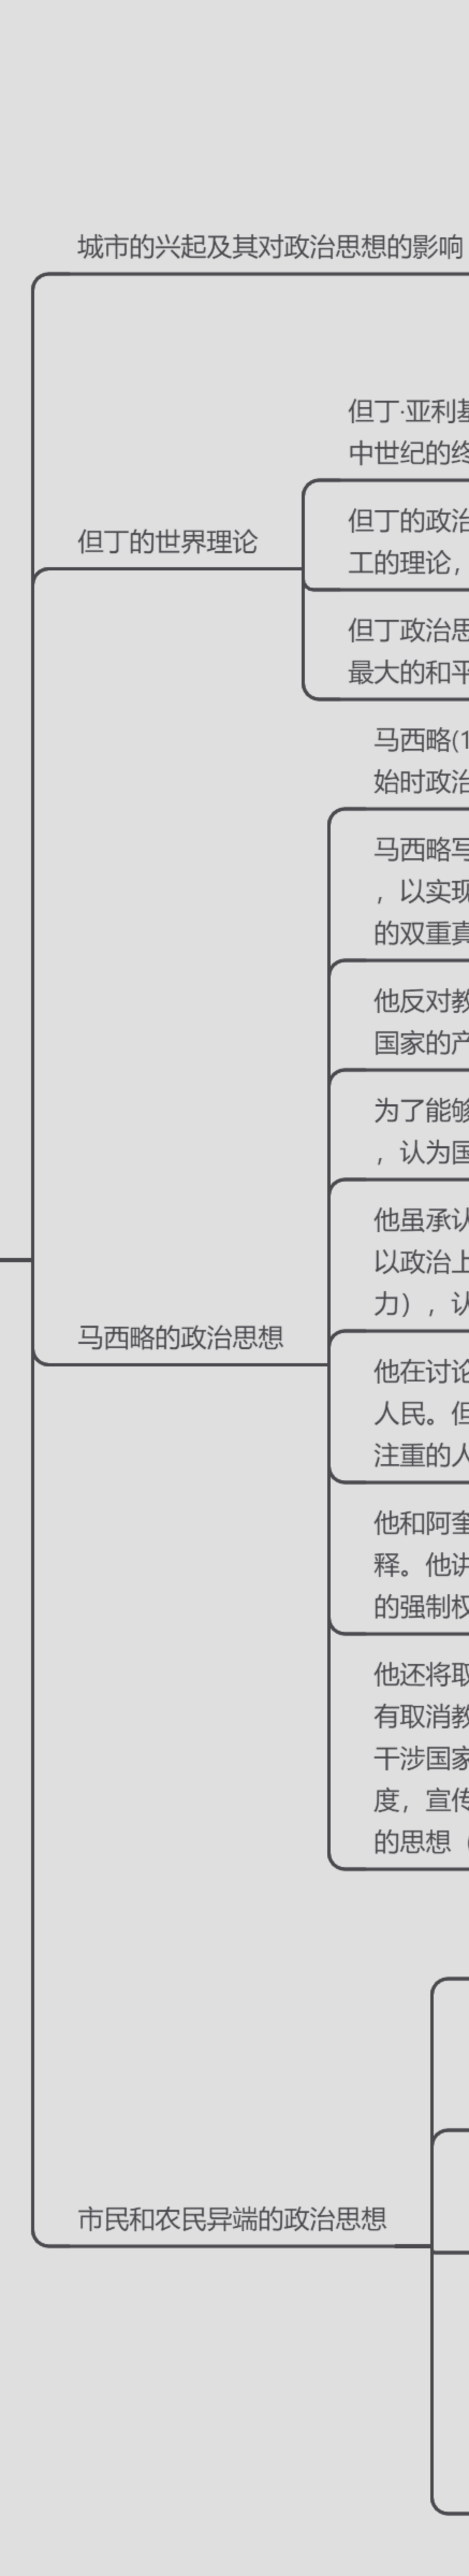 城市的兴起及其对政治思想的影响
但丁·亚利基
中世纪的终
但丁的世界理论
但丁的政治
工的理论，
但丁政治思
最大的和平
马西略(1
始时政治
马西略写
，以实现
的双重真
他反对教
国家的产
为了能够
，认为国
他虽承认
以政治上
力），认
马西略的政治思想
他在讨论
人民。但
注重的人
他和阿奎
释。他讲
的强制权
他还将取
有取消教
干涉国家
度，宣传
的思想（
市民和农民异端的政治思想